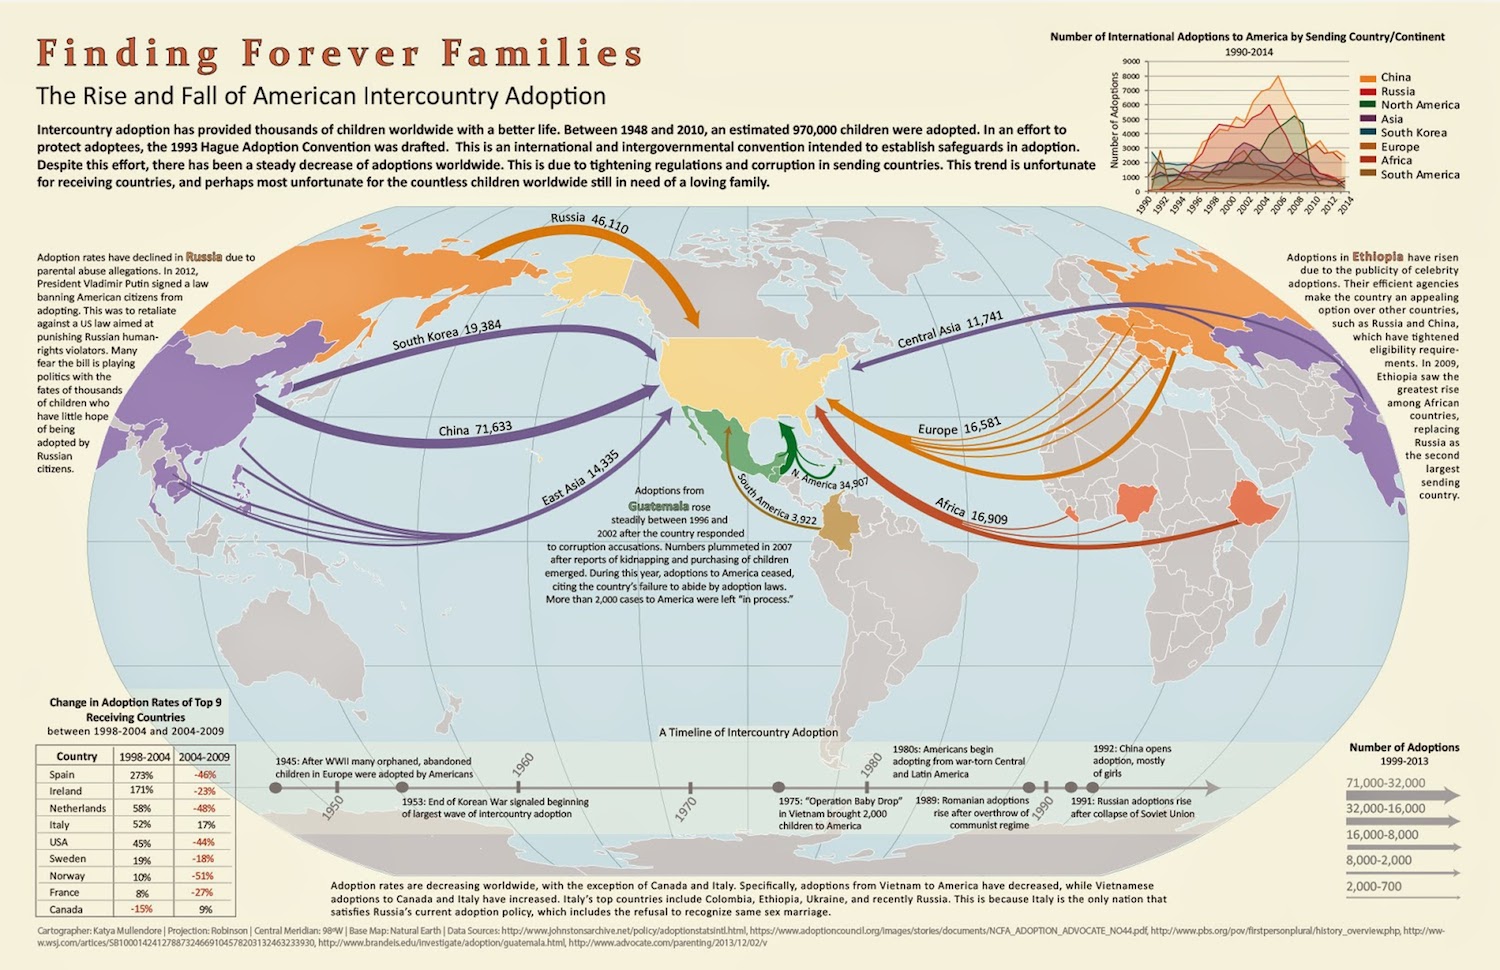 Finding Forever Families
The Rise and Fall of American Intercountry Adoption
Intercountry adoption has provided thousands of children worldwide with a better life. Between 1948 and 2010, an estimated 970,000 children were adopted. In an effort to
protect adoptees, the 1993 Hague Adoption Convention was drafted. This is an international and intergovernmental convention intended to establish safeguards in adoption.
Despite this effort, there has been a steady decrease of adoptions worldwide. This is due to tightening regulations and corruption in sending countries. This trend is unfortunate
for receiving countries, and perhaps most unfortunate for the countless children worldwide still in need of a loving family.
Number of International Adoptions to America by Sending Country/Continent
1990-2014
Number of Adoptions
9000
8000
7000
6000
5000
4000
3000
2000
1000
0
1990
1992
1994
1996
1998
2000
2002
2004
2006
2008
2010
2012
2014
China
Russia
North America
Asia
South Korea
Europe
Africa
South America
Adoption rates have declined in Russia due to
parental abuse allegations. In 2012,
President Vladimir Putin signed a law
banning American citizens from
adopting. This was to retaliate
against a US law aimed at
punishing Russian human-
rights violators. Many
fear the bill is playing
politics with the
fates of thousands
of children who
have little hope
of being
adopted by
Russian
citizens.
Russia 46,110
South Korea 19,384
China 71,633
East Asia 14,335
Central Asia 11,741
Europe 16,581
Africa 16,909
N. America 34,907
South America 3,922
Adoptions from
Guatemala rose
steadily between 1996 and
2002 after the country responded
to corruption accusations. Numbers plummeted in 2007
after reports of kidnapping and purchasing of children
emerged. During this year, adoptions to America ceased,
citing the country's failure to abide by adoption laws.
More than 2,000 cases to America were left "in process."
Adoptions in Ethiopia have risen
due to the publicity of celebrity
adoptions. Their efficient agencies
make the country an appealing
option over other countries,
such as Russia and China,
which have tightened
eligibility require-
ments. In 2009,
Ethiopia saw the
greatest rise
among African
countries,
replacing
Russia as
the second
largest
sending
country.
Change in Adoption Rates of Top 9
Receiving Countries
between 1998-2004 and 2004-2009
Country 1998-2004 2004-2009
Spain 273% -46%
Ireland 171% -23%
Netherlands 58% -48%
Italy 52% 17%
USA 45% -44%
Sweden 19% -18%
Norway 10% -51%
France 8% -27%
Canada -15% 9%
A Timeline of Intercountry Adoption
1945: After WWII many orphaned, abandoned
children in Europe were adopted by Americans
1950
1953: End of Korean War signaled beginning
of largest wave of intercountry adoption
1960
1970
1975: "Operation Baby Drop"
in Vietnam brought 2,000
children to America
1980
1980s: Americans begin
adopting from war-torn Central
and Latin America
1989: Romanian adoptions
rise after overthrow of
communist regime
1990
1991: Russian adoptions rise
after collapse of Soviet Union
1992: China opens
adoption, mostly
of girls
Number of Adoptions
1999-2013
71,000-32,000
32,000-16,000
16,000-8,000
8,000-2,000
2,000-700
Adoption rates are decreasing worldwide, with the exception of Canada and Italy. Specifically, adoptions from Vietnam to America have decreased, while Vietnamese
adoptions to Canada and Italy have increased. Italy's top countries include Colombia, Ethiopia, Ukraine, and recently Russia. This is because Italy is the only nation that
satisfies Russia's current adoption policy, which includes the refusal to recognize same sex marriage.
Cartographer: Katya Mullendore | Projection: Robinson | Central Meridian: 98°W | Base Map: Natural Earth | Data Sources: http://www.johnstonsarchive.net/policy/adoptionstatsintl.html, https://www.adoptioncouncil.org/images/stories/documents/NCFA_ADOPTION_ADVOCATE_NO44.pdf, http://www.pbs.org/pov/firstpersonplural/history_overview.php, http://ww-
w.wsj.com/artices/SB10001424127887324669104578203132463233930, http://www.brandeis.edu/investigate/adoption/guatemala.html, http://www.advocate.com/parenting/2013/12/02/v